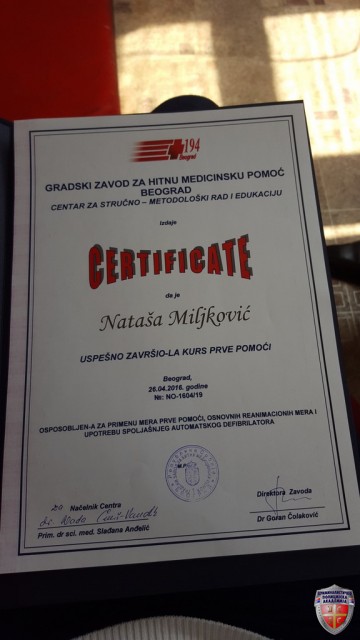 194
Beograd
GRADSKI ZAVOD ZA HITNU MEDICINSKU POMOĆ
BEOGRAD
CENTAR ZA STRUČNO – METODOLOŠKI RAD I EDUKACIJU
Izdaje
CERTIFICATE
da je
Nataša Miljković
USPEŠNO ZAVRŠIO-LA KURS PRVE POMOĆI
Beograd,
26.04.2016. godine
№: NO-1604/19
OSPOSOBLJEN-A ZA PRIMENU MERA PRVE POMOĆI, OSNOVNIH REANIMACIONIH MERA I
UPOTREBU SPOLJAŠNJEG AUTOMATSKOG DEFIBRILATORA
M.P.
Načelnik Centra
Prim. dr sci. med. Slađana Anđelić
Direktor Zavoda
Dr Goran Čolaković